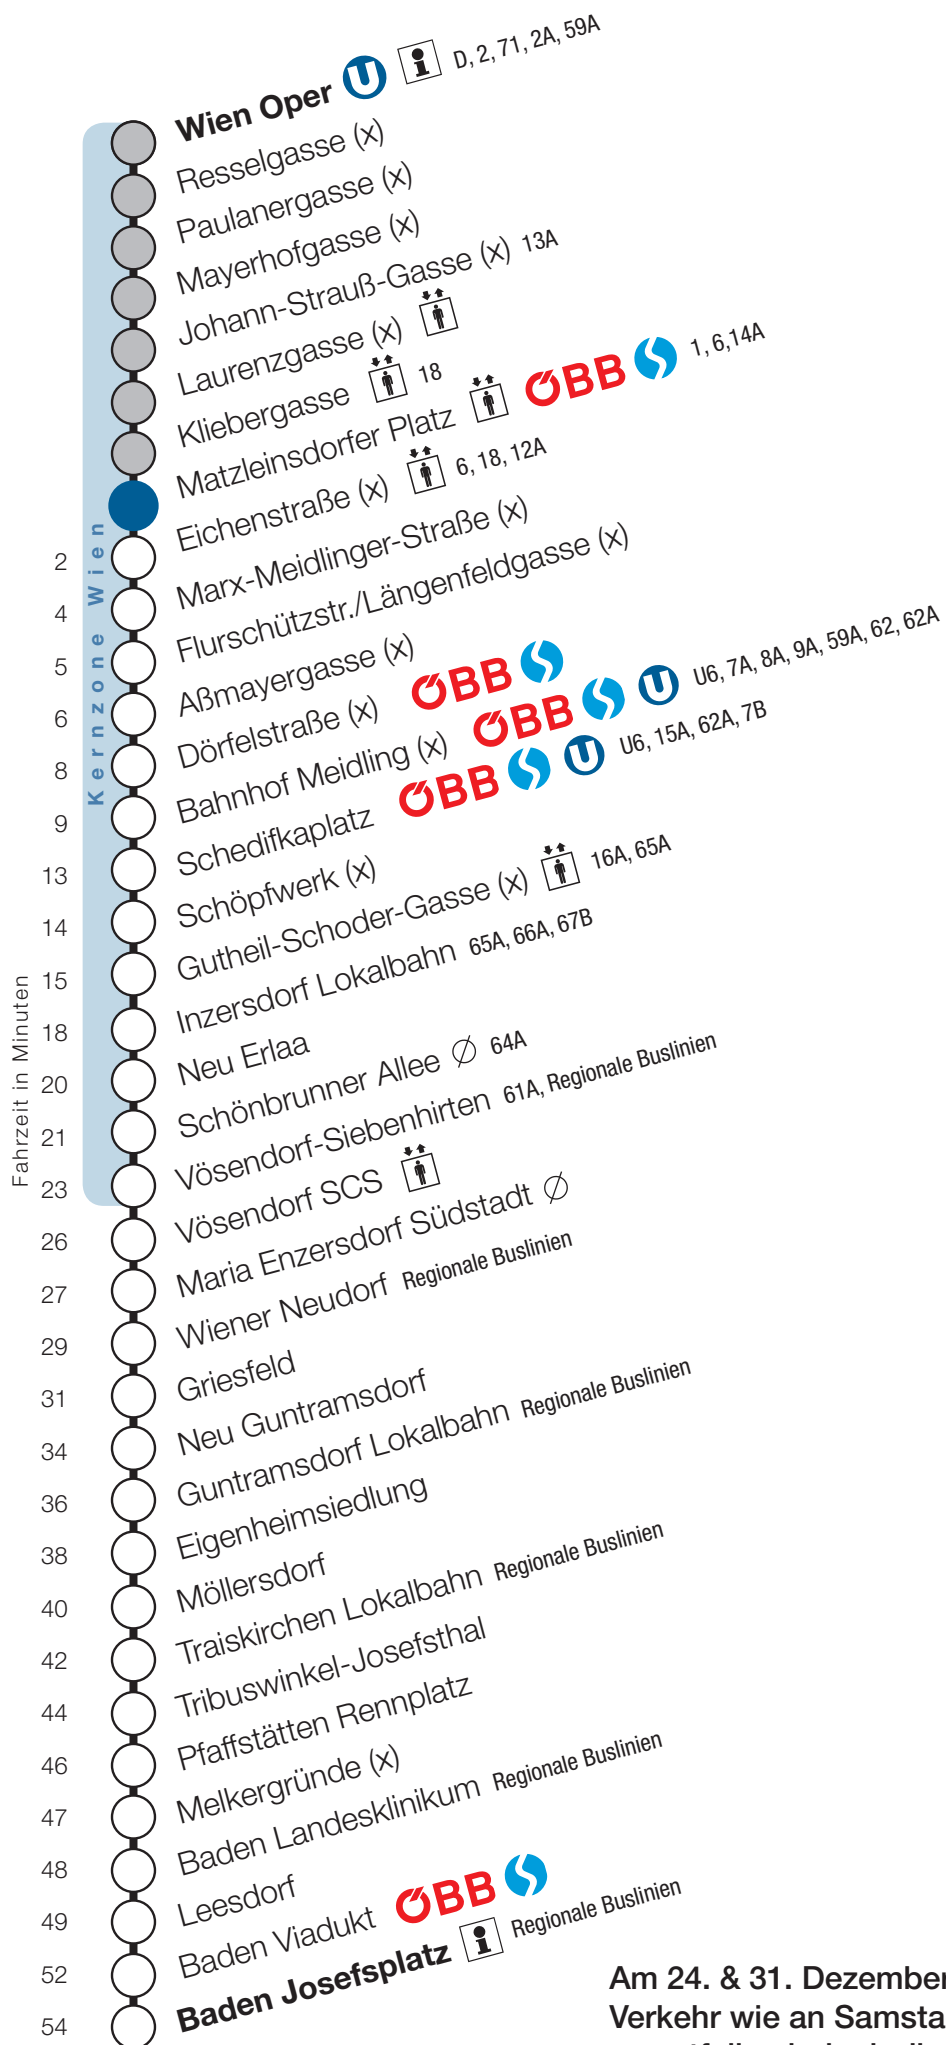 Wien Oper U i D, 2, 71, 2A, 59A
Resselgasse (x)
Paulanergasse (x)
Mayerhofgasse (x)
Johann-Strauß-Gasse (x) 13A
Laurenzgasse (x)
Kliebergasse 18
Matzleinsdorfer Platz ÖBB S 1, 6,14A
Eichenstraße (x) 6, 18, 12A
2 Marx-Meidlinger-Straße (x)
4 Flurschützstr./Längenfeldgasse (x)
5 Aßmayergasse (x)
6 Dörfelstraße (x) ÖBB S
8 Bahnhof Meidling (x) ÖBB S U U6, 7A, 8A, 9A, 59A, 62, 62A
9 Schedifkaplatz ÖBB S U U6, 15A, 62A, 7B
13 Schöpfwerk (x)
14 Gutheil-Schoder-Gasse (x) 16A, 65A
15 Inzersdorf Lokalbahn 65A, 66A, 67B
18 Neu Erlaa
20 Schönbrunner Allee ∅ 64A
21 Vösendorf-Siebenhirten 61A, Regionale Buslinien
23 Vösendorf SCS
26 Maria Enzersdorf Südstadt ∅
27 Wiener Neudorf Regionale Buslinien
29 Griesfeld
31 Neu Guntramsdorf
34 Guntramsdorf Lokalbahn Regionale Buslinien
36 Eigenheimsiedlung
38 Möllersdorf
40 Traiskirchen Lokalbahn Regionale Buslinien
42 Tribuswinkel-Josefsthal
44 Pfaffstätten Rennplatz
46 Melkergründe (x)
47 Baden Landesklinikum Regionale Buslinien
48 Leesdorf
49 Baden Viadukt ÖBB S
52 Baden Josefsplatz i Regionale Buslinien
54
Kernzone Wien
Fahrzeit in Minuten
Am 24. & 31. Dezember
Verkehr wie an Samsta